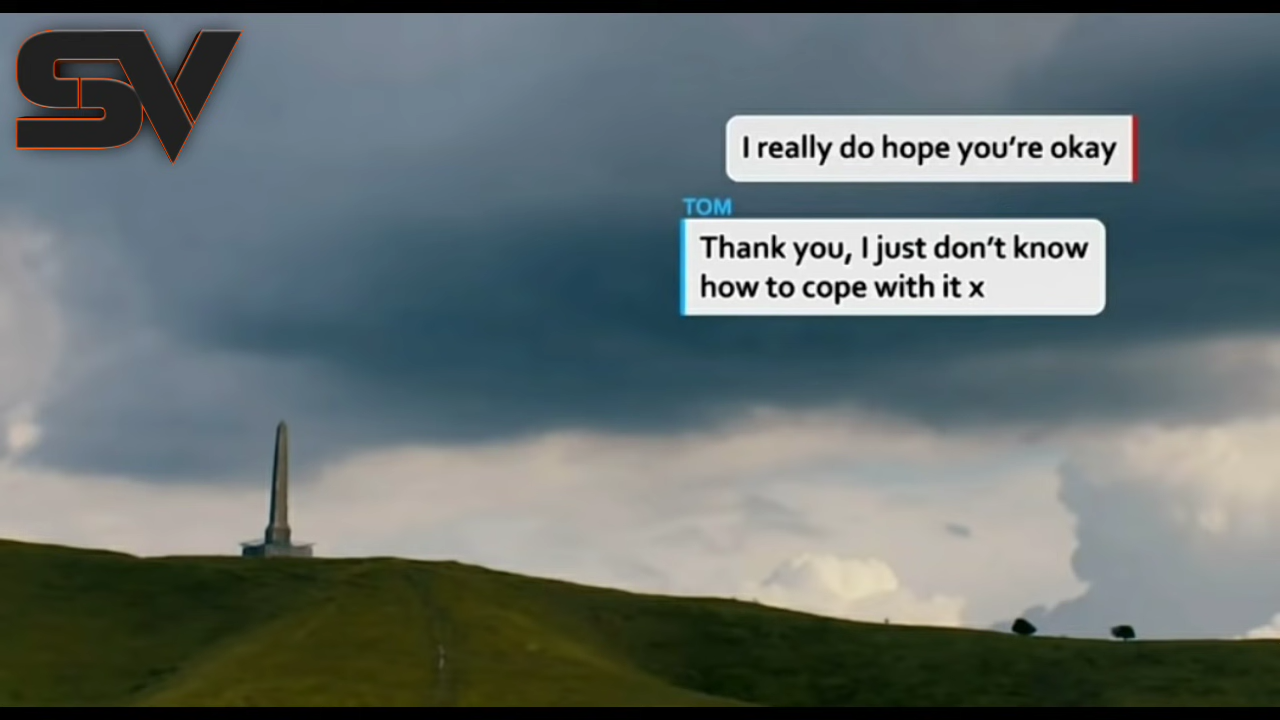 SV
I really do hope you're okay
TOM
Thank you, I just don't know
how to cope with it x